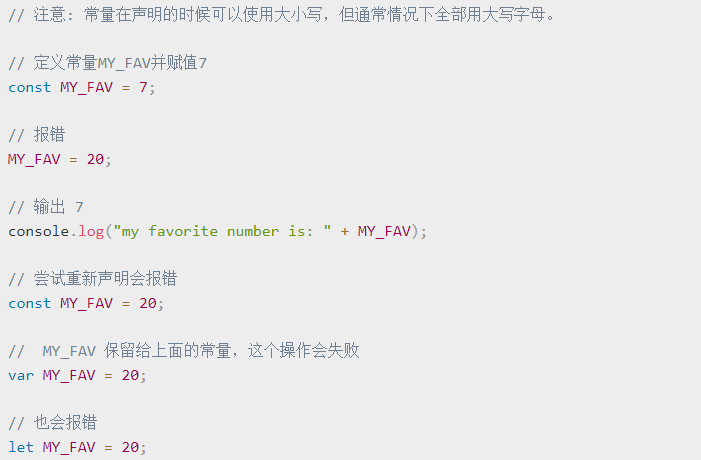 // 注意: 常量在声明的时候可以使用大小写，但通常情况下全部用大写字母。
// 定义常量MY_FAV并赋值7
const MY_FAV = 7;
// 报错
MY_FAV = 20;
// 输出 7
console.log("my favorite number is: " + MY_FAV);
// 尝试重新声明会报错
const MY_FAV = 20;
//  MY_FAV 保留给上面的常量，这个操作会失败
var MY_FAV = 20;
// 也会报错
let MY_FAV = 20;